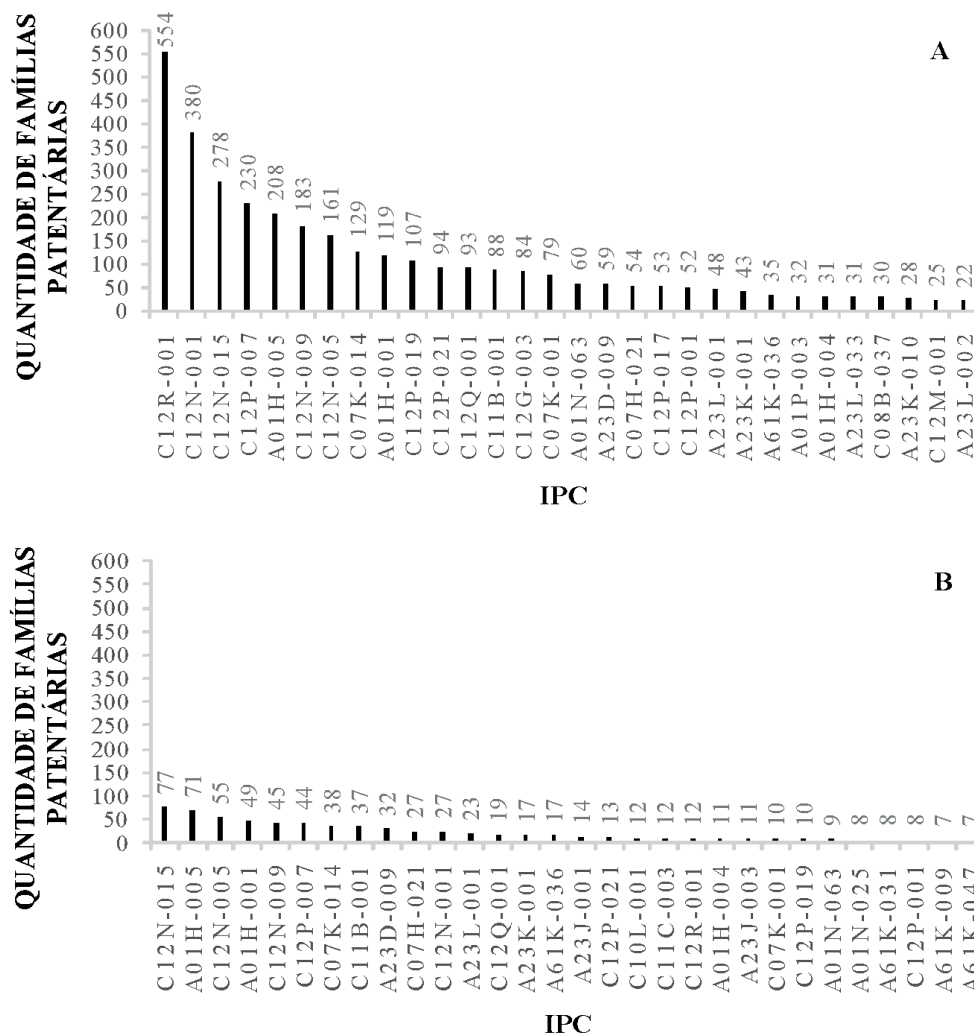 A
QUANTIDADE DE FAMÍLIAS
PATENTÁRIAS
600
550
500
450
400
350
300
250
200
150
100
50
0
554
380
278
230
208
183
161
129
119
107
94
93
88
84
79
60
59
54
53
52
48
43
35
32
31
31
30
28
25
22
C12R-001
C12N-001
C12N-015
C12P-007
A01H-005
C12N-009
C12N-005
C07K-014
A01H-001
C12P-019
C12P-021
C12Q-001
C11B-001
C12G-003
C07K-001
A01N-063
A23D-009
C07H-021
C12P-017
C12P-001
A23L-001
A23K-001
A61K-036
A01P-003
A01H-004
A23L-033
C08B-037
A23K-010
C12M-001
A23L-002
IPC
B
QUANTIDADE DE FAMÍLIAS
PATENTÁRIAS
600
550
500
450
400
350
300
250
200
150
100
50
0
77
71
55
49
45
44
38
37
32
27
27
23
19
17
17
14
13
12
12
12
11
11
10
10
9
8
8
8
7
7
C12N-015
A01H-005
C12N-005
A01H-001
C12N-009
C12P-007
C07K-014
C11B-001
A23D-009
C07H-021
C12N-001
A23L-001
C12Q-001
A23K-001
A61K-036
A23J-001
C12P-021
C10L-001
C11C-003
C12R-001
A01H-004
A23J-003
C07K-001
C12P-019
A01N-063
A01N-025
A61K-031
C12P-001
A61K-009
A61K-047
IPC